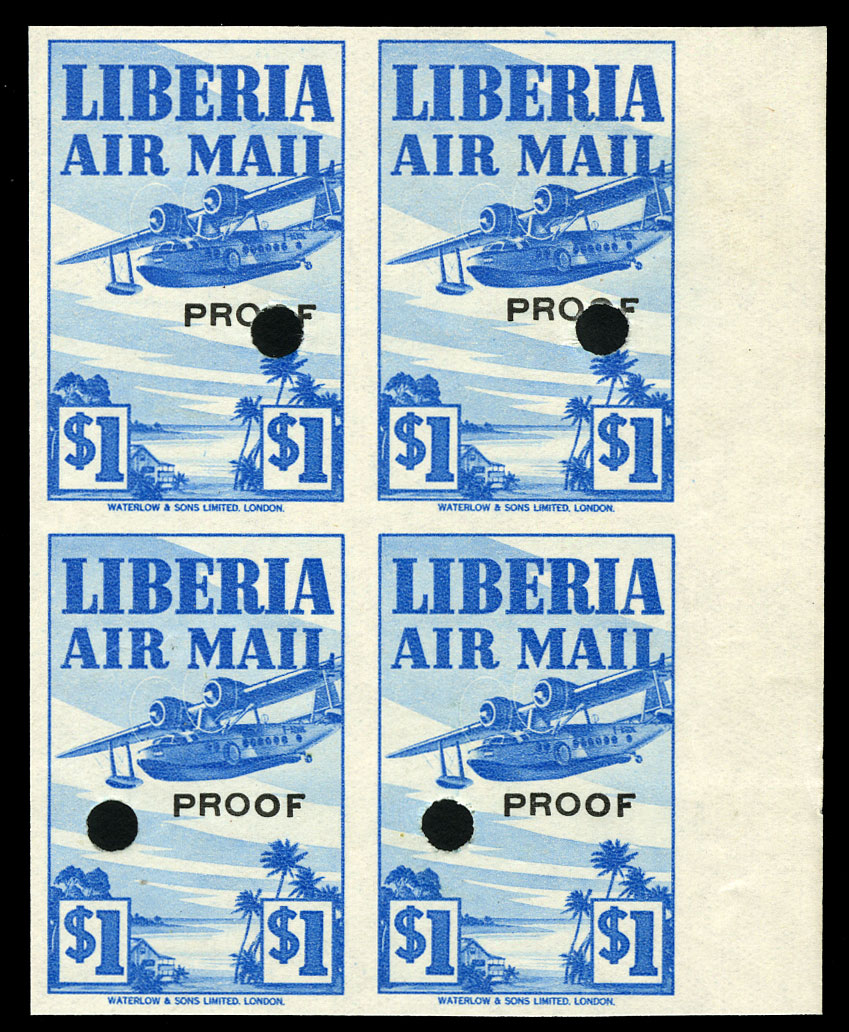 LIBERIA
AIR MAIL
PROOF
$1 $1
WATERLOW & SONS LIMITED, LONDON.
LIBERIA
AIR MAIL
PROOF
$1 $1
WATERLOW & SONS LIMITED, LONDON.
LIBERIA
AIR MAIL
PROOF
$1 $1
WATERLOW & SONS LIMITED, LONDON.
LIBERIA
AIR MAIL
PROOF
$1 $1
WATERLOW & SONS LIMITED, LONDON.